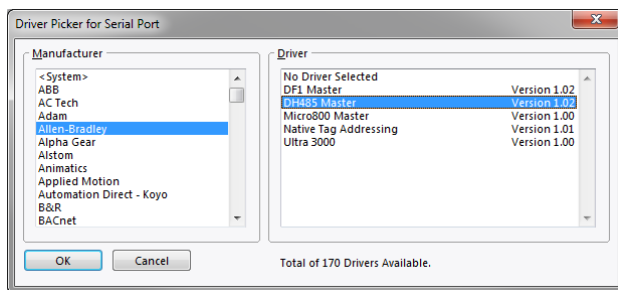 Driver Picker for Serial Port
Manufacturer
<System>
ABB
AC Tech
Adam
Allen-Bradley
Alpha Gear
Alstom
Animatics
Applied Motion
Automation Direct - Koyo
B&R
BACnet
Driver
No Driver Selected
DF1 Master Version 1.02
DH485 Master Version 1.02
Micro800 Master Version 1.00
Native Tag Addressing Version 1.01
Ultra 3000 Version 1.00
OK
Cancel
Total of 170 Drivers Available.